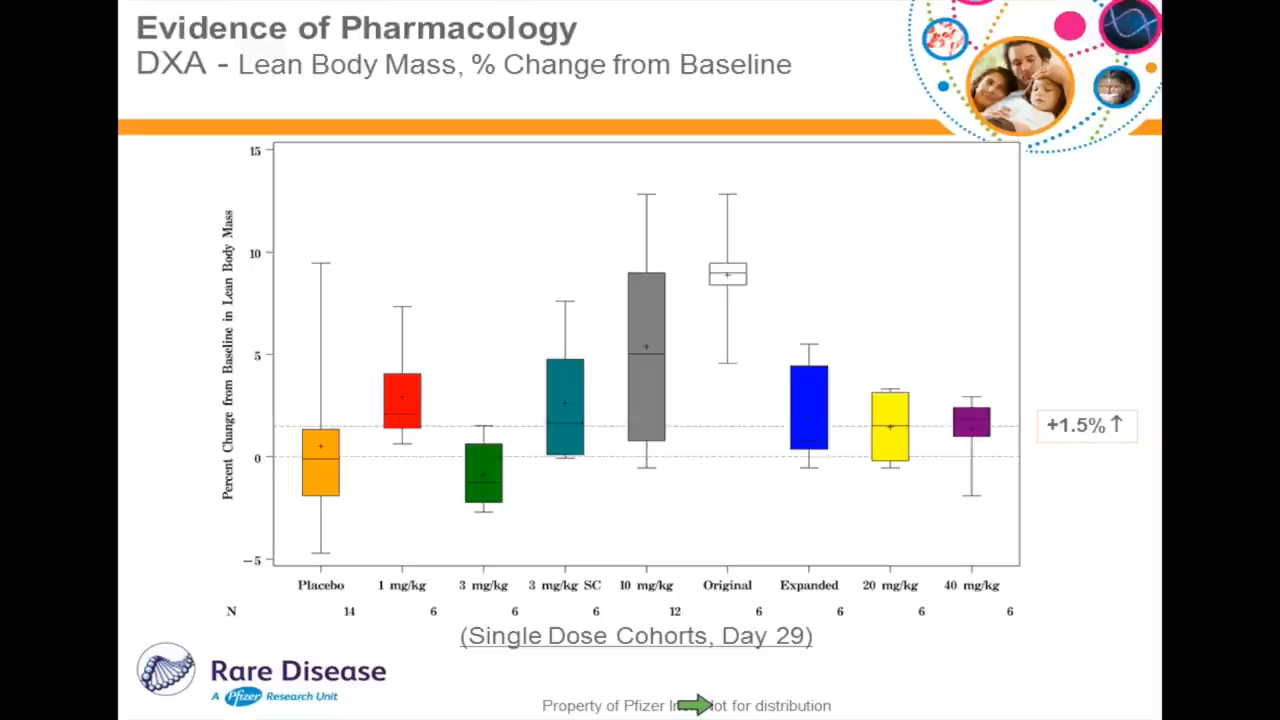 Evidence of Pharmacology
DXA - Lean Body Mass, % Change from Baseline
Percent Change from Baseline in Lean Body Mass
15
10
5
0
−5
+1.5%↑
Placebo 1 mg/kg 3 mg/kg 3 mg/kg SC 10 mg/kg Original Expanded 20 mg/kg 40 mg/kg
N 14 6 6 6 12 6 6 6 6
(Single Dose Cohorts, Day 29)
Rare Disease
A Pfizer Research Unit
Property of Pfizer for distribution